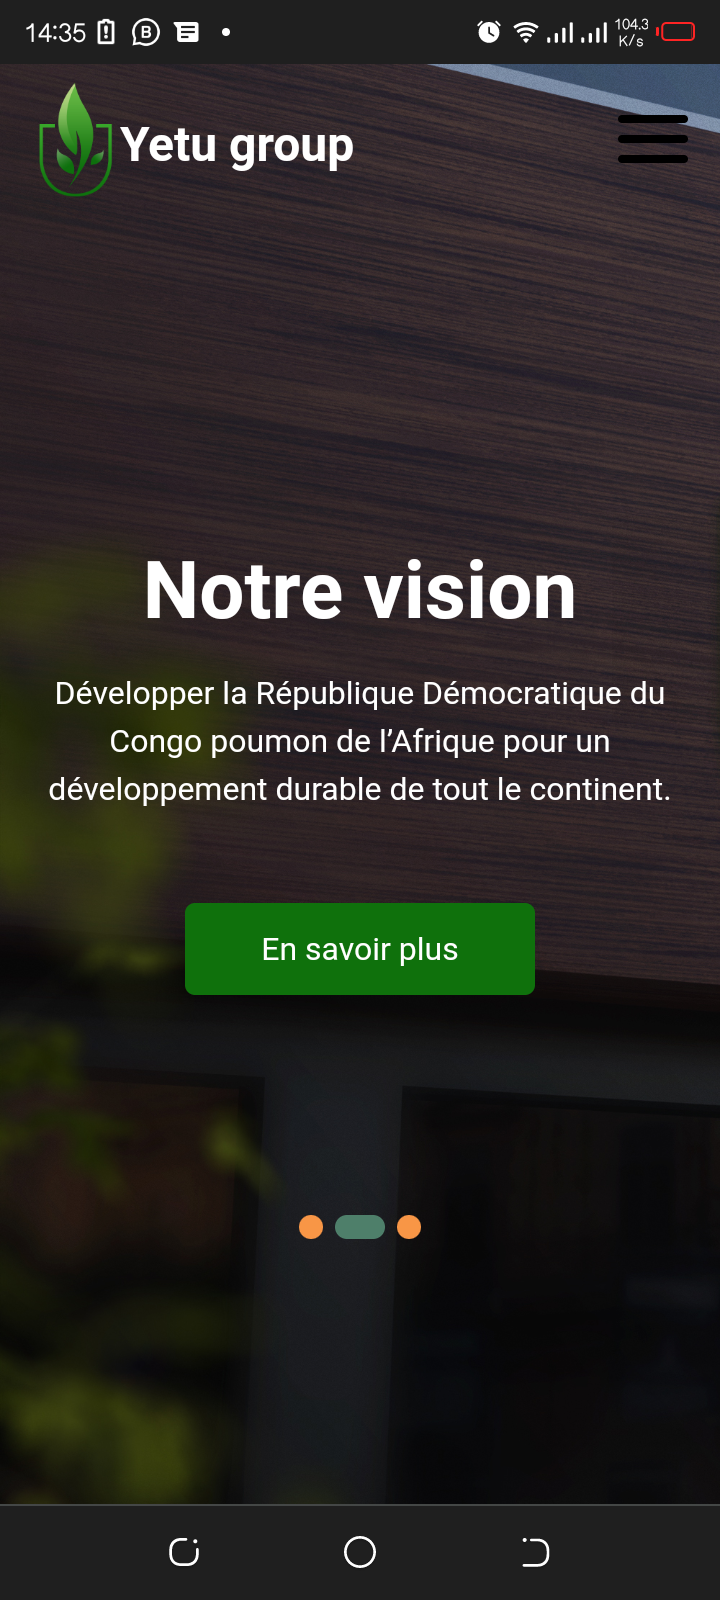 14:35
104.3
K/s
Yetu group
Notre vision
Développer la République Démocratique du
Congo poumon de l’Afrique pour un
développement durable de tout le continent.
En savoir plus